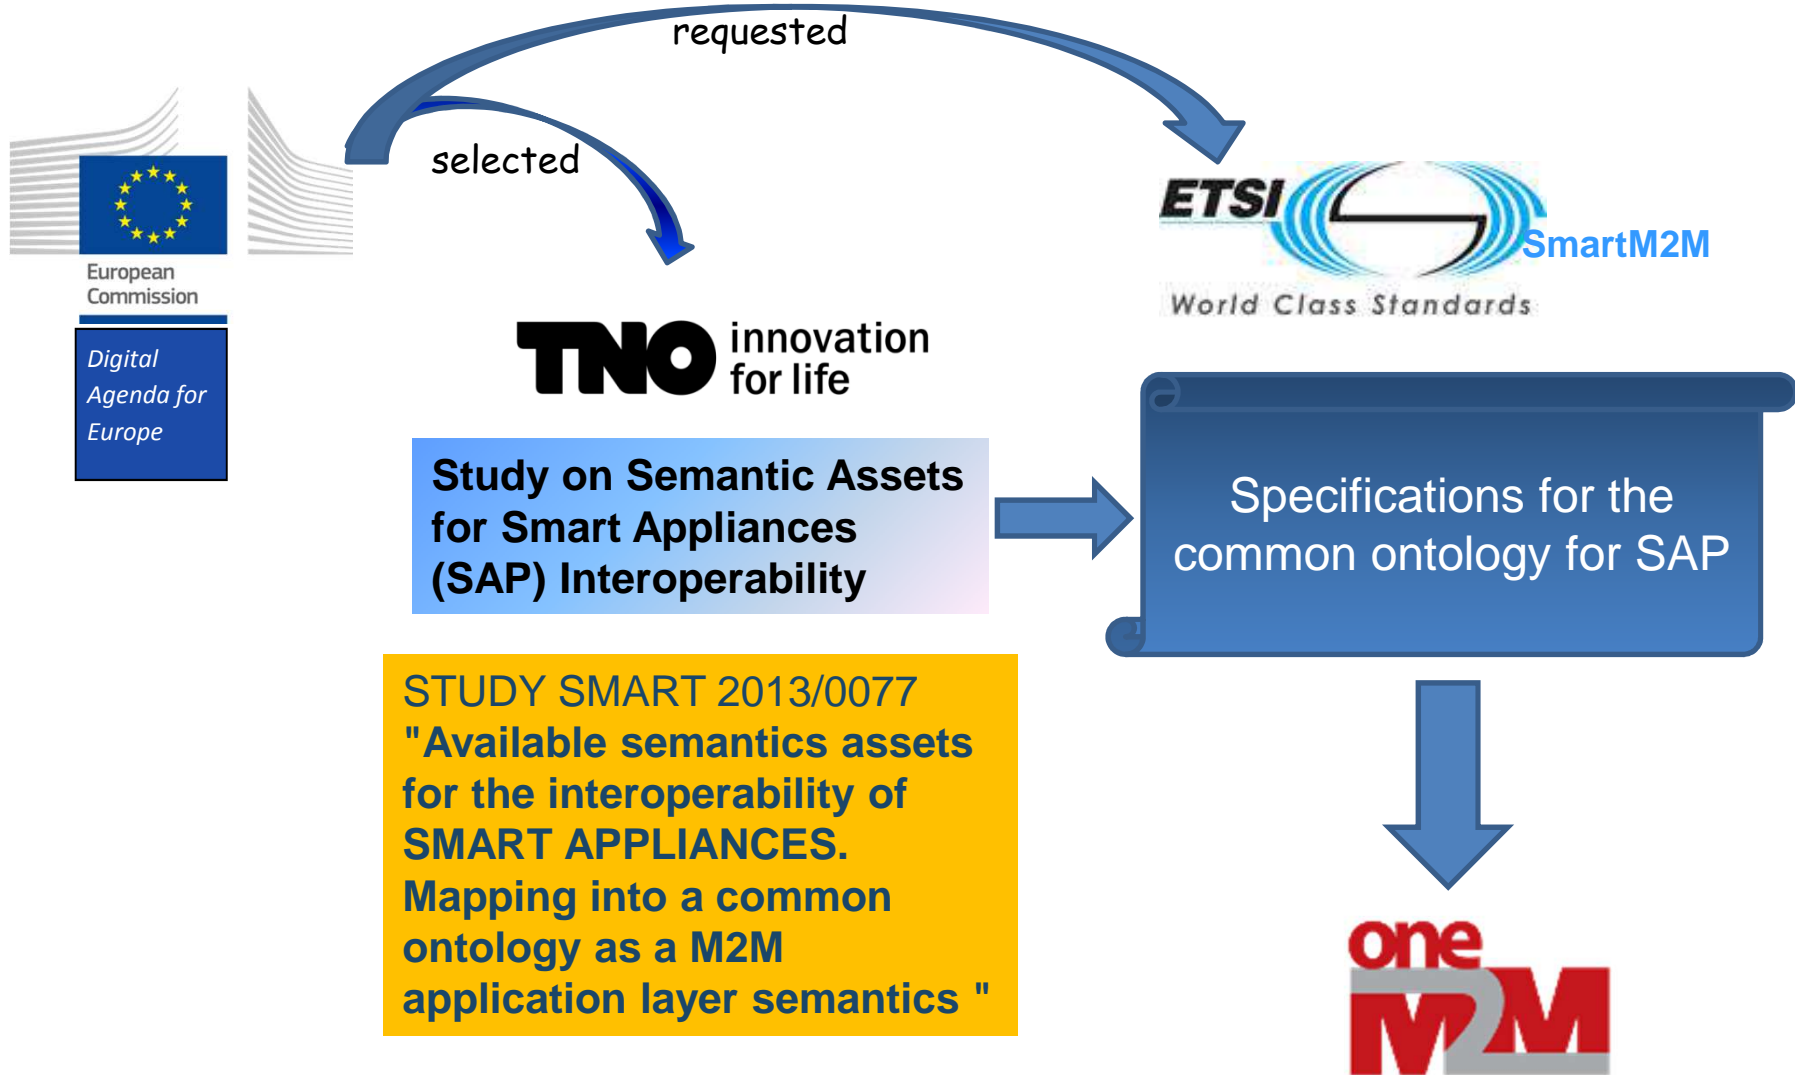 requested
selected
European
Commission
Digital
Agenda for
Europe
TNO innovation
for life
ETSI
SmartM2M
World Class Standards
Study on Semantic Assets
for Smart Appliances
(SAP) Interoperability
Specifications for the
common ontology for SAP
STUDY SMART 2013/0077
"Available semantics assets
for the interoperability of
SMART APPLIANCES.
Mapping into a common
ontology as a M2M
application layer semantics "
one
M2M